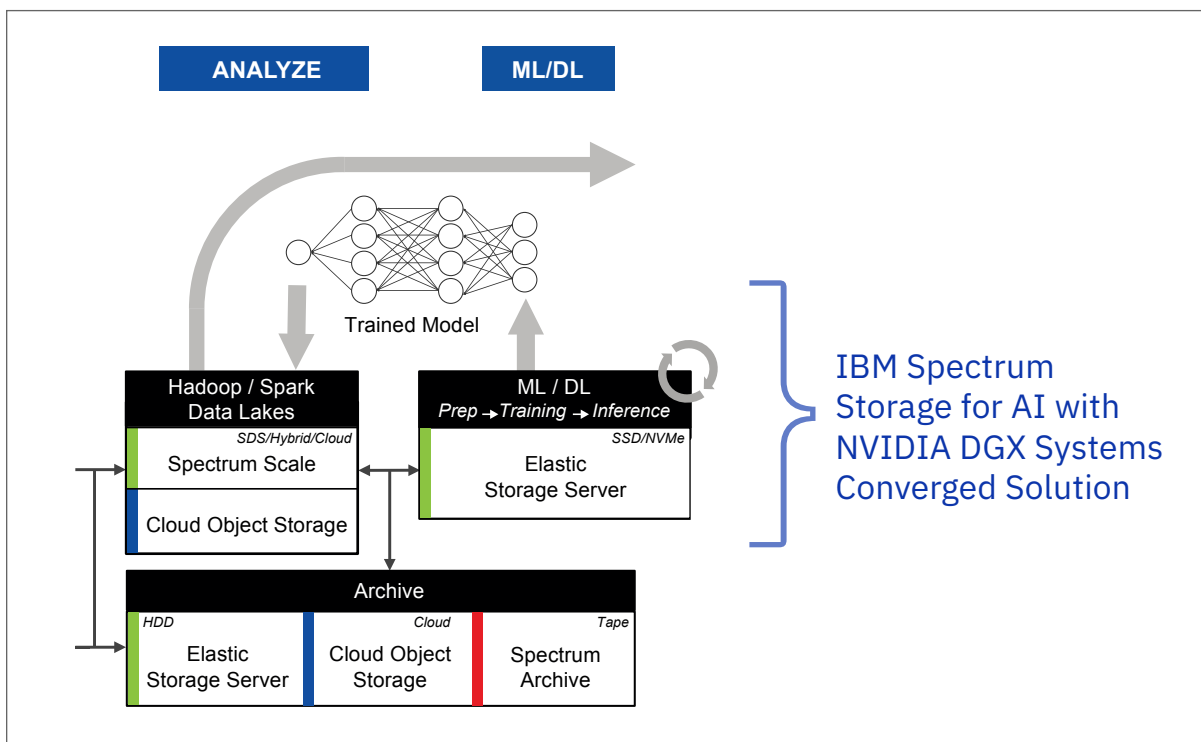 ANALYZE
ML/DL
Trained Model
Hadoop / Spark
Data Lakes
SDS/Hybrid/Cloud
Spectrum Scale
Cloud Object Storage
ML / DL
Prep → Training → Inference
SSD/NVMe
Elastic
Storage Server
IBM Spectrum
Storage for AI with
NVIDIA DGX Systems
Converged Solution
Archive
HDD
Elastic
Storage Server
Cloud
Cloud Object
Storage
Tape
Spectrum
Archive